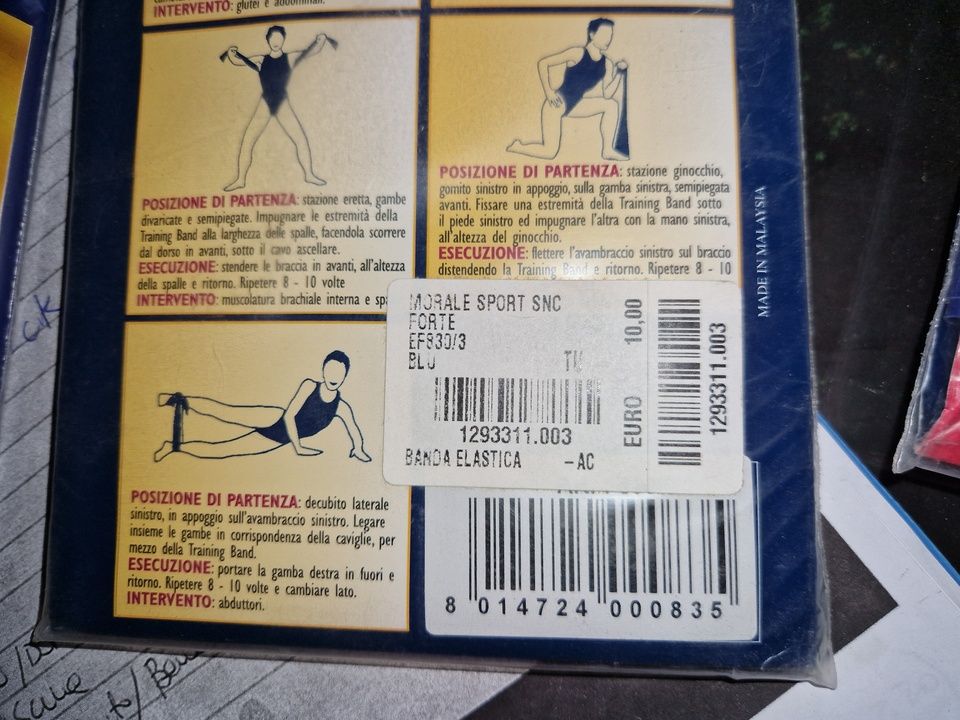 INTERVENTO: glutei e addominali.
POSIZIONE DI PARTENZA: stazione eretta, gambe
divaricate e semipiegate. Impugnare le estremità della
Training Band alla larghezza delle spalle, facendola scorrere
dal dorso in avanti, sotto il cavo ascellare.
ESECUZIONE: stendere le braccia in avanti, all'altezza
della spalle e ritorno. Ripetere 8 - 10 volte
INTERVENTO: muscolatura brachiale interna e
POSIZIONE DI PARTENZA: stazione ginocchio,
gomito sinistro in appoggio, sulla gamba sinistra, semipiegata
avanti. Fissare una estremità della Training Band sotto
il piede sinistro ed impugnare l'altra con la mano sinistra,
all'altezza del ginocchio.
ESECUZIONE: flettere l'avambraccio sinistro sul braccio
distendendo la Training Band e ritorno. Ripetere 8 - 10
POSIZIONE DI PARTENZA: decubito laterale
sinistro, in appoggio sull'avambraccio sinistro. Legare
insieme le gambe in corrispondenza della caviglie, per
mezzo della Training Band.
ESECUZIONE: portare la gamba destra in fuori e
ritorno. Ripetere 8 - 10 volte e cambiare lato.
INTERVENTO: abduttori.
MORALE SPORT SNC
FORTE
EF830/3
BLU TU
1293311.003
BANDA ELASTICA -AC
EURO 10,00
1293311.003
8 014724 000835
MADE IN MALAYSIA